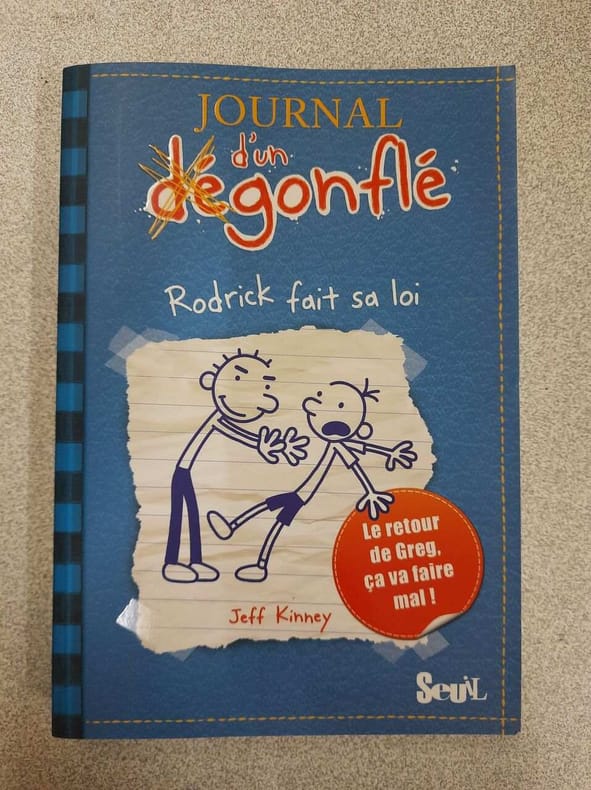 JOURNAL
d'un
dégonflé
Rodrick fait sa loi
Le retour
de Greg,
ça va faire
mal !
Jeff Kinney
SeuiL